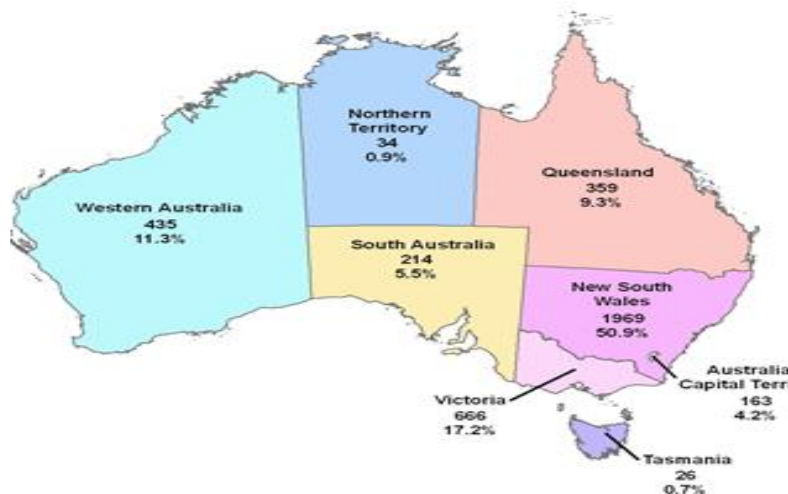 Northern
Territory
34
0.9%
Queensland
359
9.3%
Western Australia
435
11.3%
South Australia
214
5.5%
New South
Wales
1969
50.9%
Australia
Capital Terri
163
4.2%
Victoria
666
17.2%
Tasmania
26
0.7%